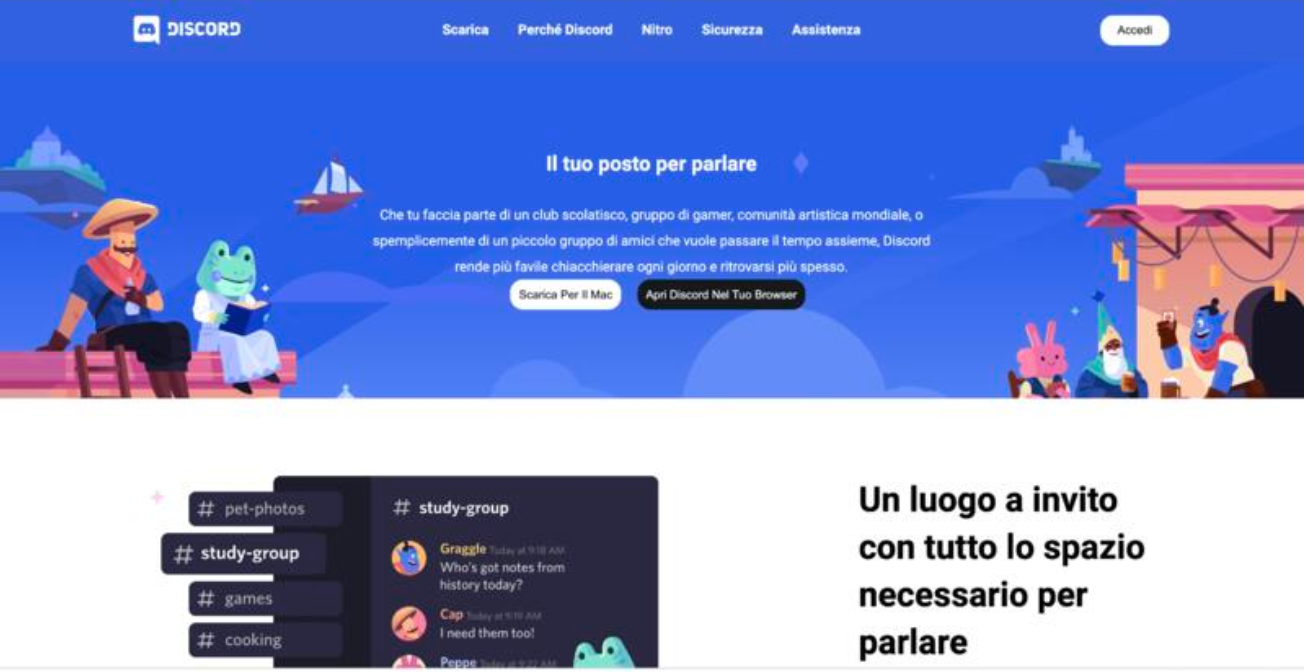 DISCORD
Scarica Perché Discord Nitro Sicurezza Assistenza
Accedi
Il tuo posto per parlare
Che tu faccia parte di un club scolatisco, gruppo di gamer, comunità artistica mondiale, o
spemplicemente di un piccolo gruppo di amici che vuole passare il tempo assieme, Discord
rende più favile chiacchierare ogni giorno e ritrovarsi più spesso.
Scarica Per Il Mac
Apri Discord Nel Tuo Browser
# pet-photos
# study-group
# games
# cooking
# study-group
Graggle Today at 9:18 AM
Who's got notes from
history today?
Cap Today at 9:19 AM
I need them too!
Peppe Today at 9:22 AM
Un luogo a invito
con tutto lo spazio
necessario per
parlare